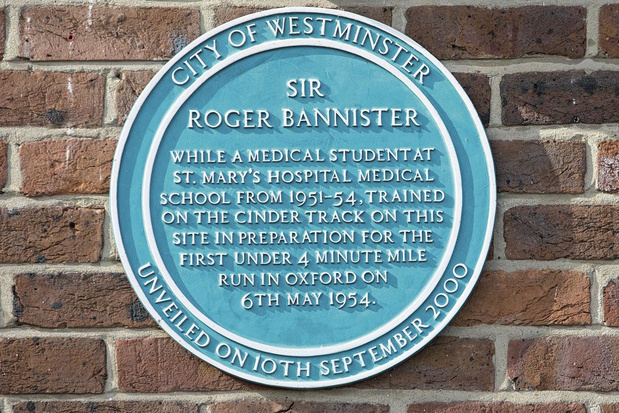 CITY OF WESTMINSTER
SIR
ROGER BANNISTER
WHILE A MEDICAL STUDENT AT
ST. MARY'S HOSPITAL MEDICAL
SCHOOL FROM 1951-54, TRAINED
ON THE CINDER TRACK ON THIS
SITE IN PREPARATION FOR THE
FIRST UNDER 4 MINUTE MILE
RUN IN OXFORD ON
6TH MAY 1954.
UNVEILED ON 10TH SEPTEMBER 2000